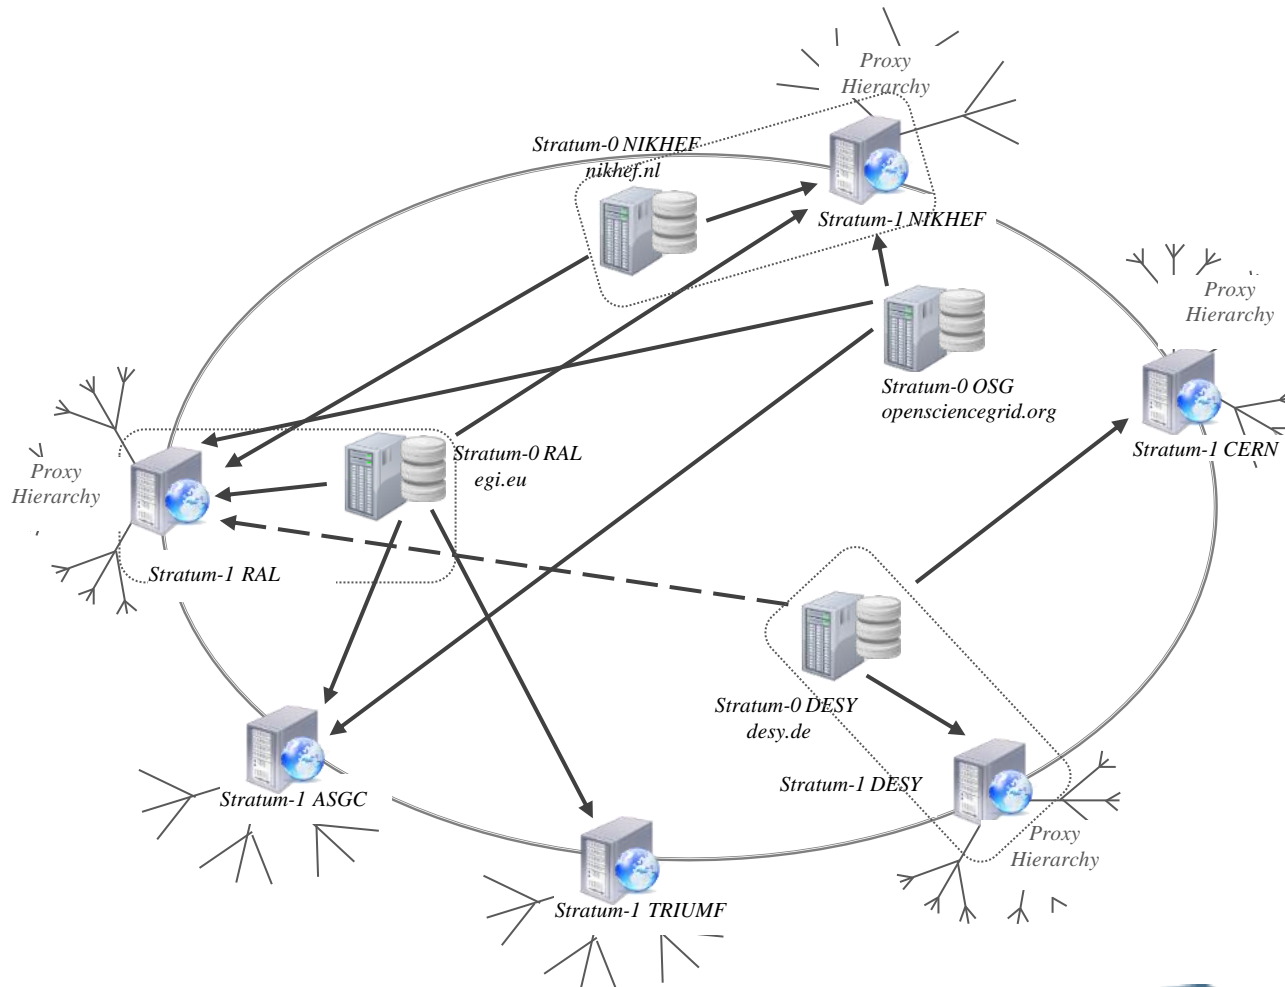 Proxy
Hierarchy
Stratum-0 NIKHEF
nikhef.nl
Stratum-1 NIKHEF
Proxy
Hierarchy
Stratum-0 OSG
opensciencegrid.org
Stratum-1 CERN
Stratum-0 RAL
egi.eu
Proxy
Hierarchy
Stratum-1 RAL
Stratum-0 DESY
desy.de
Stratum-1 DESY
Stratum-1 ASGC
Proxy
Hierarchy
Stratum-1 TRIUMF